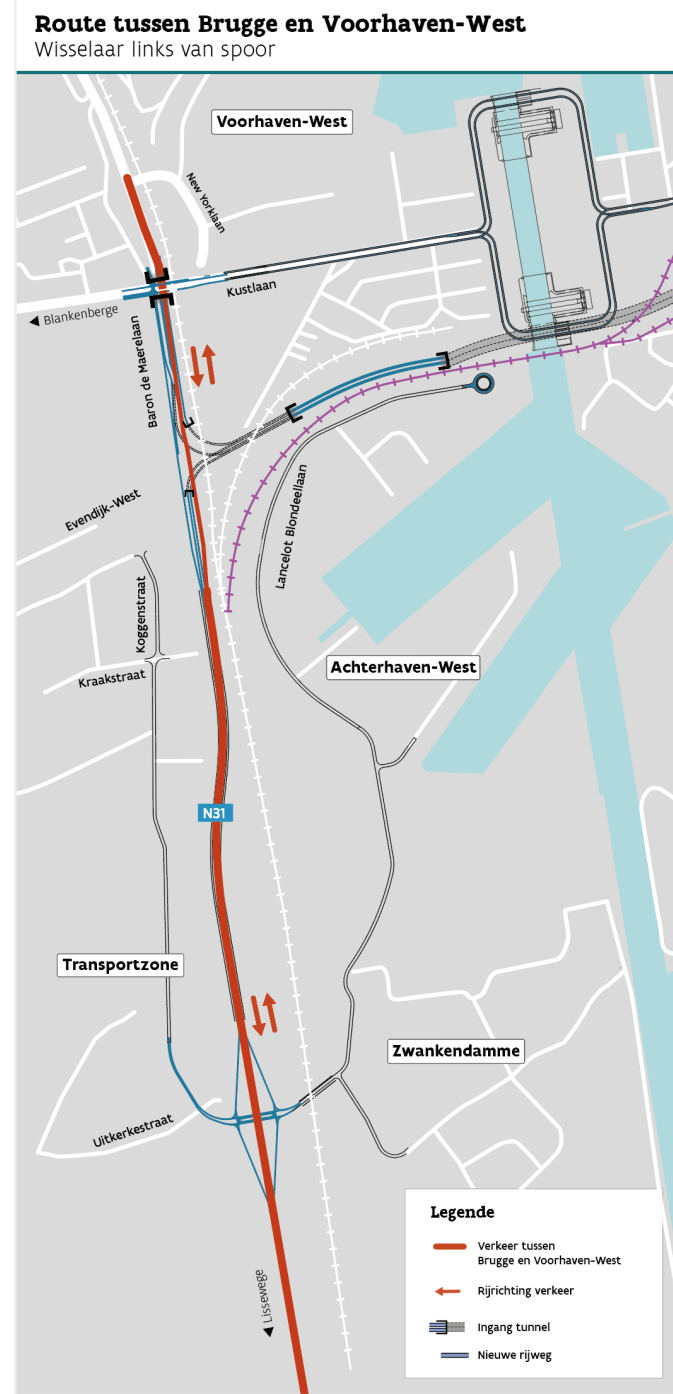 Route tussen Brugge en Voorhaven-West
Wisselaar links van spoor
Voorhaven-West
New Yorklaan
Kustlaan
Blankenberge
Baron de Maerelaan
Evendijk-West
Lancelot Blondeellaan
Koggenstraat
Achterhaven-West
Kraakstraat
N31
Transportzone
Zwankendamme
Uitkerkestraat
Lissewege
Legende
Verkeer tussen
Brugge en Voorhaven-West
Rijrichting verkeer
Ingang tunnel
Nieuwe rijweg